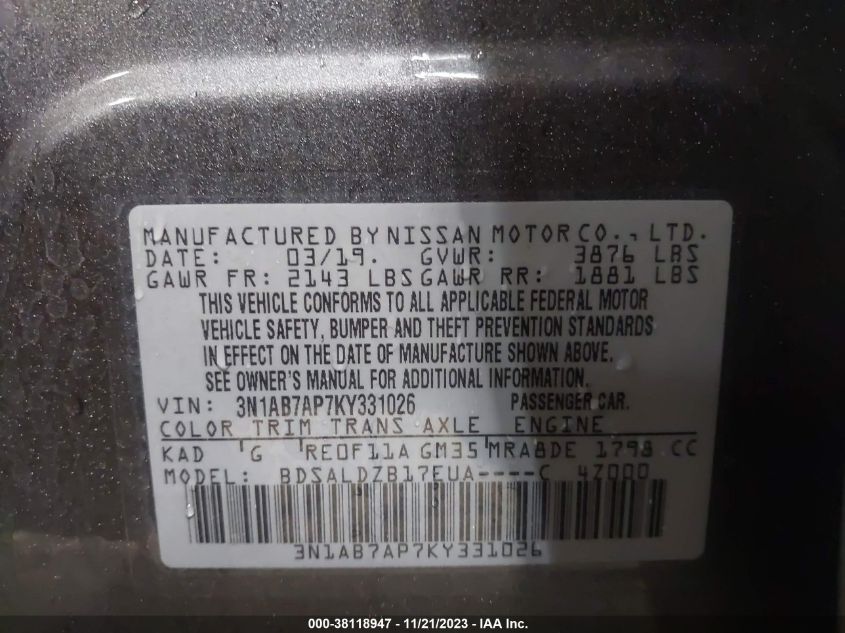 MANUFACTURED BY NISSAN MOTOR CO., LTD.
DATE: 03/19. GVWR: 3876 LBS
GAWR FR: 2143 LBS GAWR RR: 1881 LBS
THIS VEHICLE CONFORMS TO ALL APPLICABLE FEDERAL MOTOR
VEHICLE SAFETY, BUMPER AND THEFT PREVENTION STANDARDS
IN EFFECT ON THE DATE OF MANUFACTURE SHOWN ABOVE.
SEE OWNER'S MANUAL FOR ADDITIONAL INFORMATION.
VIN: 3N1AB7AP7KY331026 PASSENGER CAR.
COLOR TRIM TRANS AXLE ENGINE
KAD G RE0F11A GM35 MRA8DE 1798 CC
MODEL: BDSALDZB17EUA----C 4Z000
3N1AB7AP7KY331026
000-38118947 - 11/21/2023 - IAA Inc.